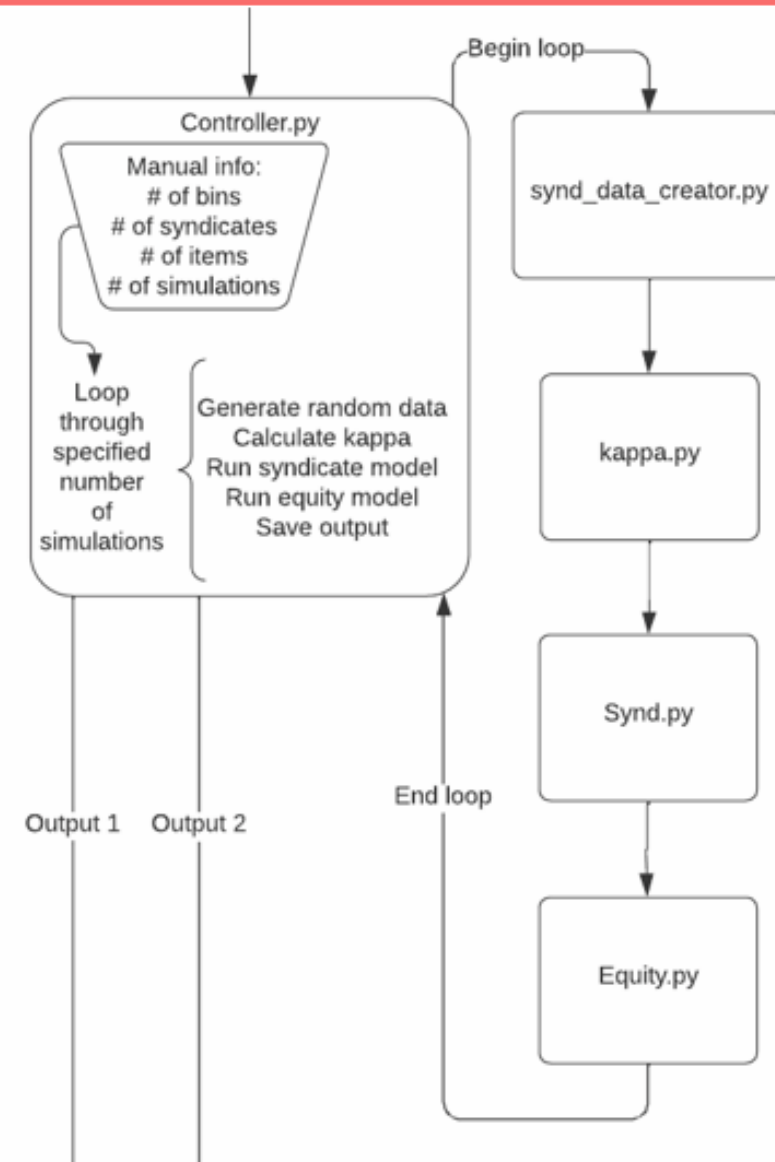 Begin loop
Controller.py
Manual info:
# of bins
# of syndicates
# of items
# of simulations
Loop
through
specified
number
of
simulations
Generate random data
Calculate kappa
Run syndicate model
Run equity model
Save output
synd_data_creator.py
kappa.py
Synd.py
End loop
Output 1
Output 2
Equity.py